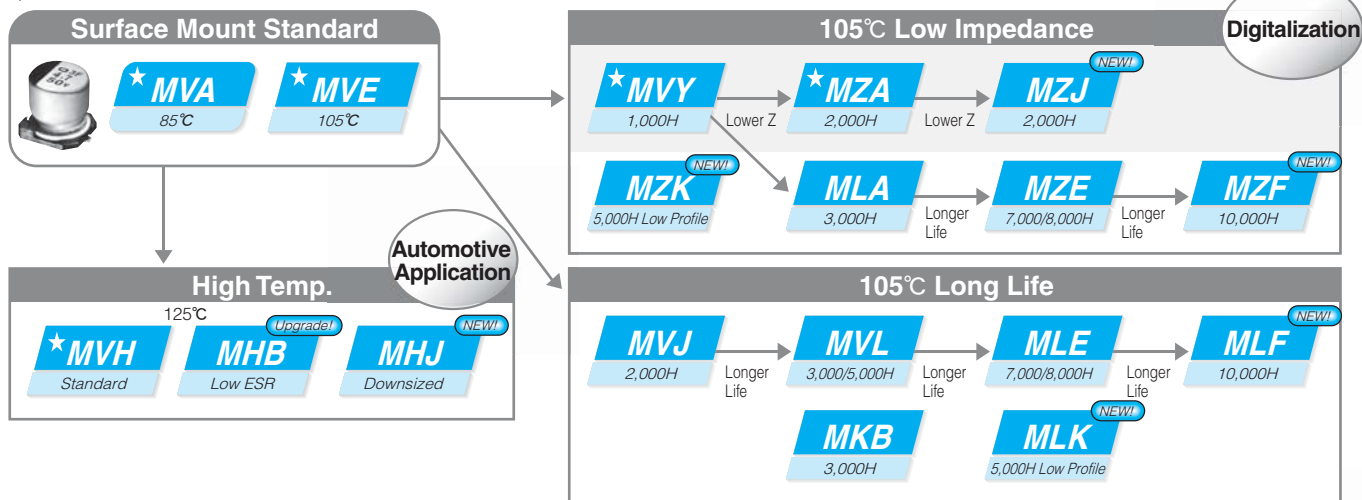 Surface Mount Standard
★MVA
85℃
★MVE
105℃
105℃ Low Impedance
Digitalization
★MVY
1,000H
Lower Z
★MZA
2,000H
Lower Z
NEW!
MZJ
2,000H
NEW!
MZK
5,000H Low Profile
MLA
3,000H
Longer
Life
MZE
7,000/8,000H
Longer
Life
NEW!
MZF
10,000H
Automotive
Application
High Temp.
125℃
★MVH
Standard
Upgrade!
MHB
Low ESR
NEW!
MHJ
Downsized
105℃ Long Life
MVJ
2,000H
Longer
Life
MVL
3,000/5,000H
Longer
Life
MLE
7,000/8,000H
Longer
Life
NEW!
MLF
10,000H
MKB
3,000H
NEW!
MLK
5,000H Low Profile